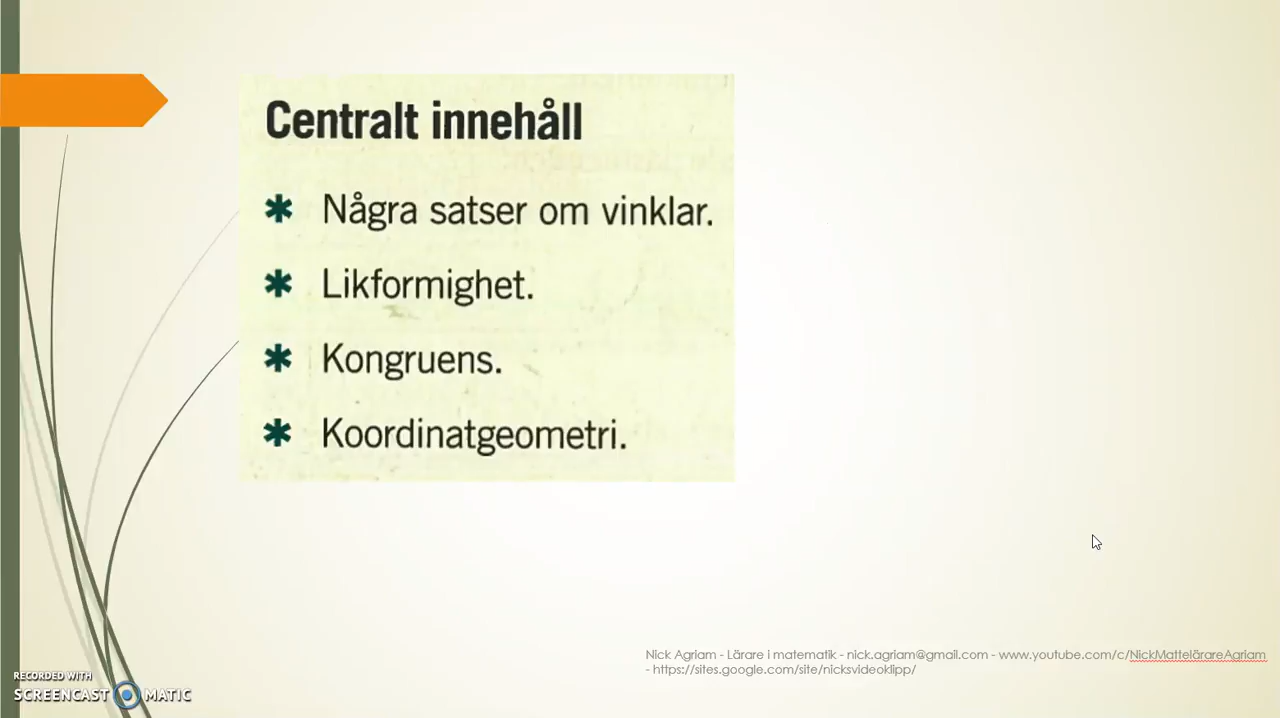 Centralt innehåll
✱ Några satser om vinklar.
✱ Likformighet.
✱ Kongruens.
✱ Koordinatgeometri.
Nick Agriam - Lärare i matematik - nick.agriam@gmail.com - www.youtube.com/c/NickMattelärareAgriam
- https://sites.google.com/site/nicksvideoklipp/
RECORDED WITH
SCREENCAST MATIC